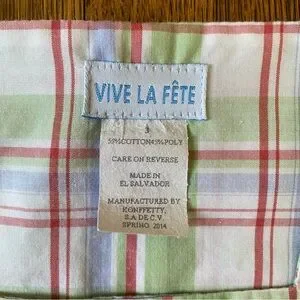 VIVE LA FÊTE
3
55%COTTON45%POLY
CARE ON REVERSE
MADE IN
EL SALVADOR
MANUFACTURED BY
KONFFETTY,
S.A DE C.V.
SPRING 2014